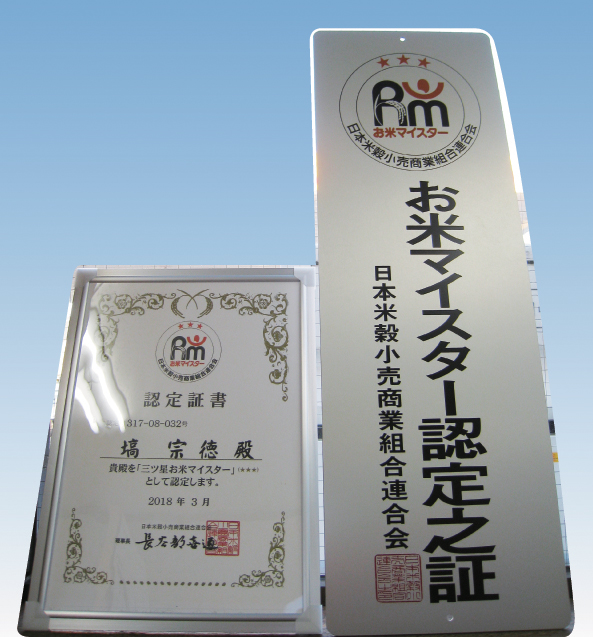 ★★★
RM
お米マイスター
日本米穀小売商業組合連合会
認定証書
317-08-032号
塙 宗徳 殿
貴殿を「三ツ星お米マイスター」(★★★)
として認定します。
2018年3月
日本米穀小売商業組合連合会
理事長
★★★
RM
お米マイスター
日本米穀小売商業組合連合会
お米マイスター認定之証
日本米穀小売商業組合連合会